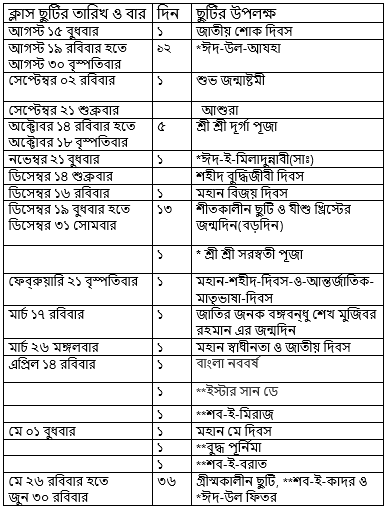 ক্লাস ছুটির তারিখ ও বার দিন ছুটির উপলক্ষ
আগস্ট ১৫ বুধবার ১ জাতীয় শোক দিবস
আগস্ট ১৯ রবিবার হতে ১২ *ঈদ-উল-আযহা
আগস্ট ৩০ বৃস্পতিবার
সেপ্টেম্বর ০২ রবিবার ১ শুভ জন্মাষ্টমী
সেপ্টেম্বর ২১ শুক্রবার আশুরা
অক্টোবর ১৪ রবিবার হতে ৫ শ্রী শ্রী দূর্গা পূজা
অক্টোবর ১৮ বৃস্পতিবার
নভেম্বর ২১ বুধবার ১ *ঈদ-ই-মিলাদুন্নাবী(সাঃ)
ডিসেম্বর ১৪ শুক্রবার শহীদ বুদ্ধিজীবী দিবস
ডিসেম্বর ১৬ রবিবার ১ মহান বিজয় দিবস
ডিসেম্বর ১৯ বুধবার হতে ১৩ শীতকালীন ছুটি ও যীশু খ্রিস্টের
ডিসেম্বর ৩১ সোমবার জন্মদিন(বড়দিন)
১ * শ্রী শ্রী সরস্বতী পূজা
ফেব্রুয়ারি ২১ বৃস্পতিবার ১ মহান-শহীদ-দিবস-ও-আন্তর্জাতিক-
মাতৃভাষা-দিবস
মার্চ ১৭ রবিবার ১ জাতির জনক বঙ্গবন্ধু শেখ মুজিবর
রহমান এর জন্মদিন
মার্চ ২৬ মঙ্গলবার ১ মহান স্বাধীনতা ও জাতীয় দিবস
এপ্রিল ১৪ রবিবার ১ বাংলা নববর্ষ
১ **ইস্টার সান ডে
১ **শব-ই-মিরাজ
মে ০১ বুধবার ১ মহান মে দিবস
১ **বুদ্ধ পূর্নিমা
১ **শব-ই-বরাত
মে ২৬ রবিবার হতে ৩৬ গ্রীস্মকালীন ছুটি, **শব-ই-কাদর ও
জুন ৩০ রবিবার *ঈদ-উল ফিতর